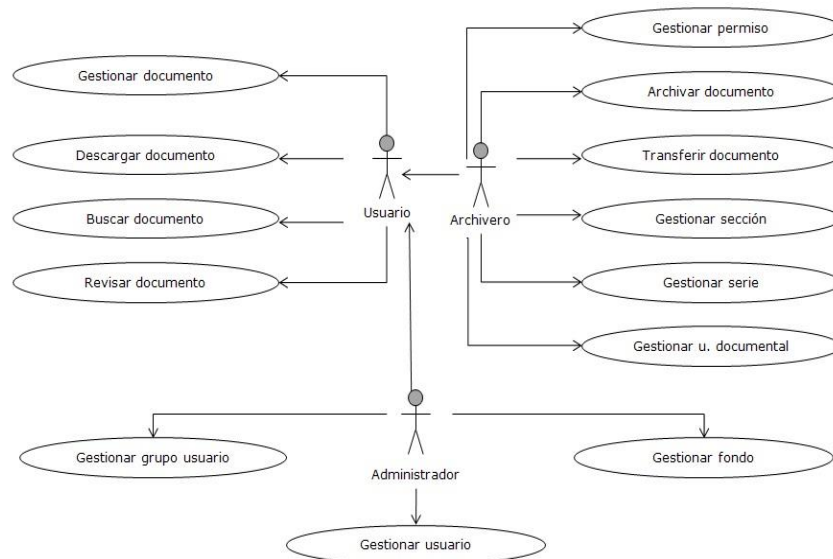 Gestionar permiso
Gestionar documento
Archivar documento
Descargar documento
Transferir documento
Usuario
Archivero
Buscar documento
Gestionar sección
Revisar documento
Gestionar serie
Gestionar u. documental
Gestionar grupo usuario
Administrador
Gestionar fondo
Gestionar usuario